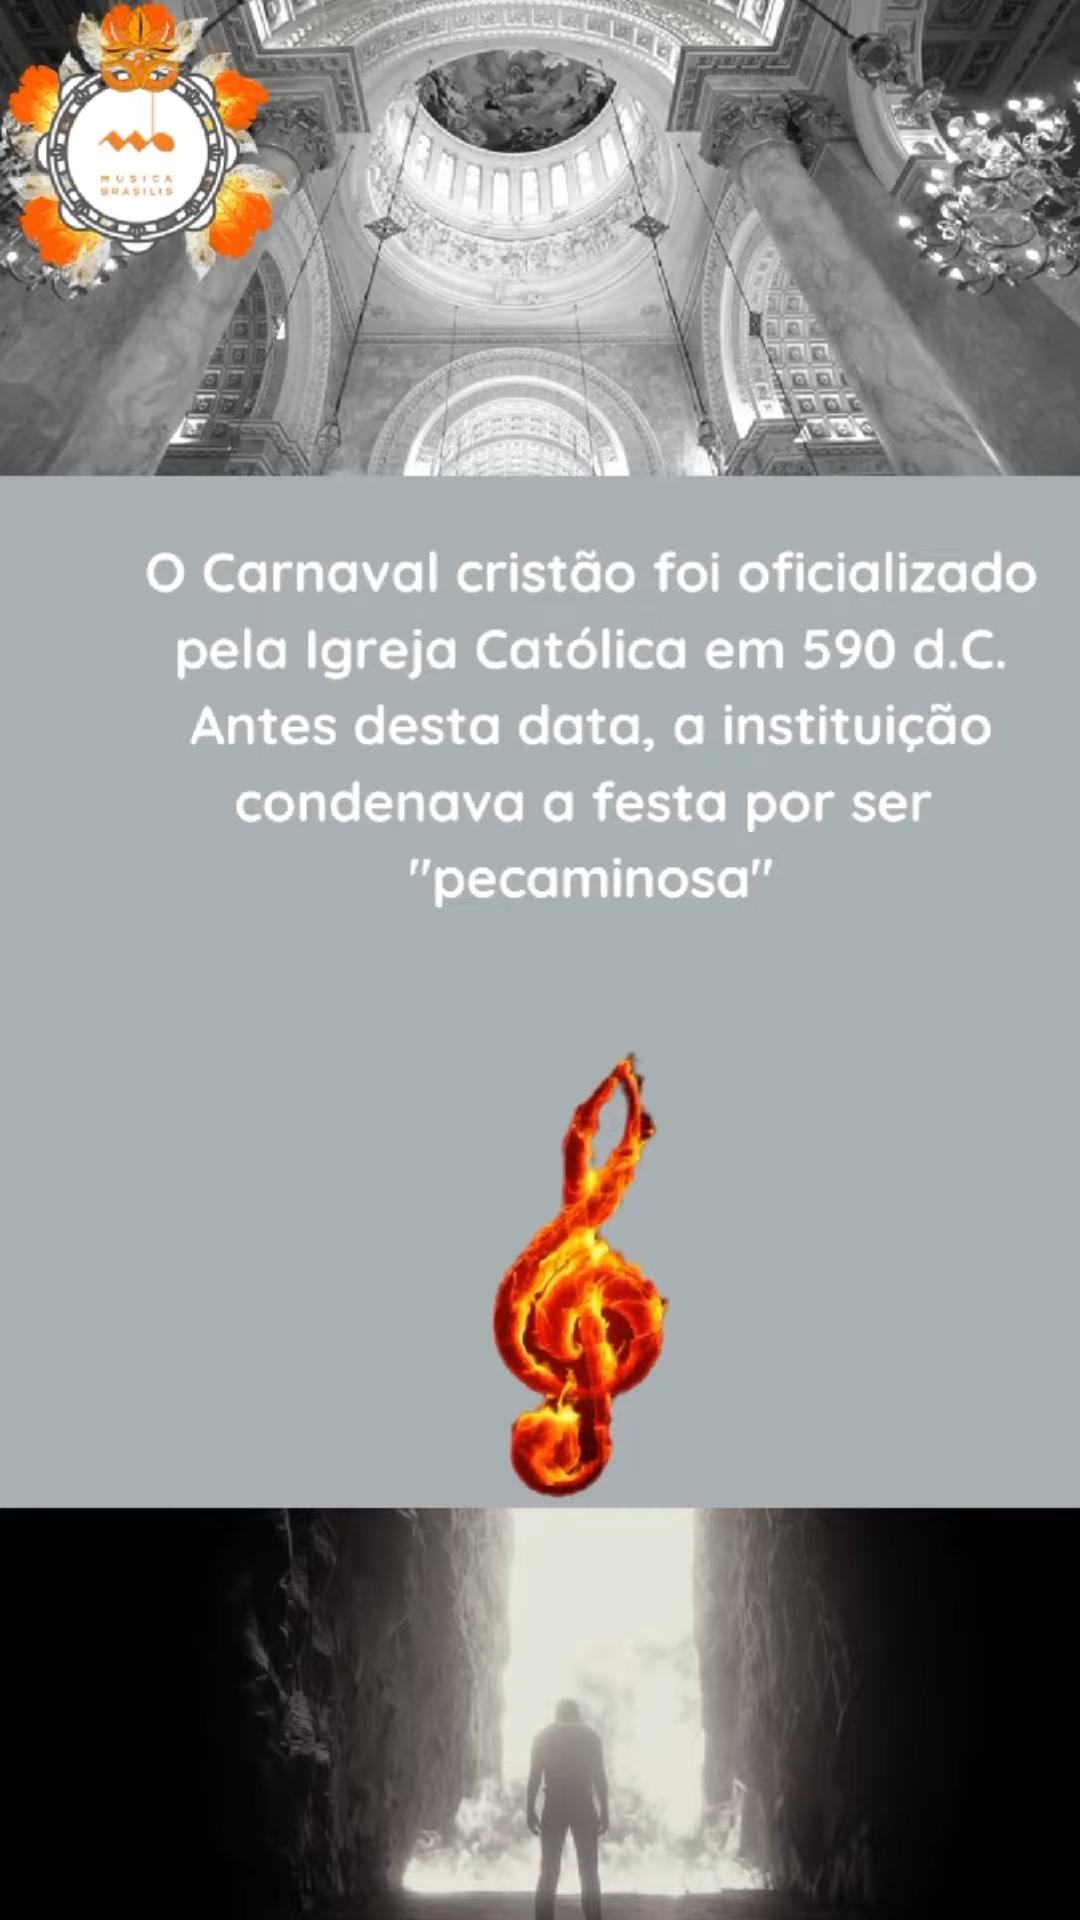 MUSICA
BRASILIS
O Carnaval cristão foi oficializado
pela Igreja Católica em 590 d.C.
Antes desta data, a instituição
condenava a festa por ser
"pecaminosa"